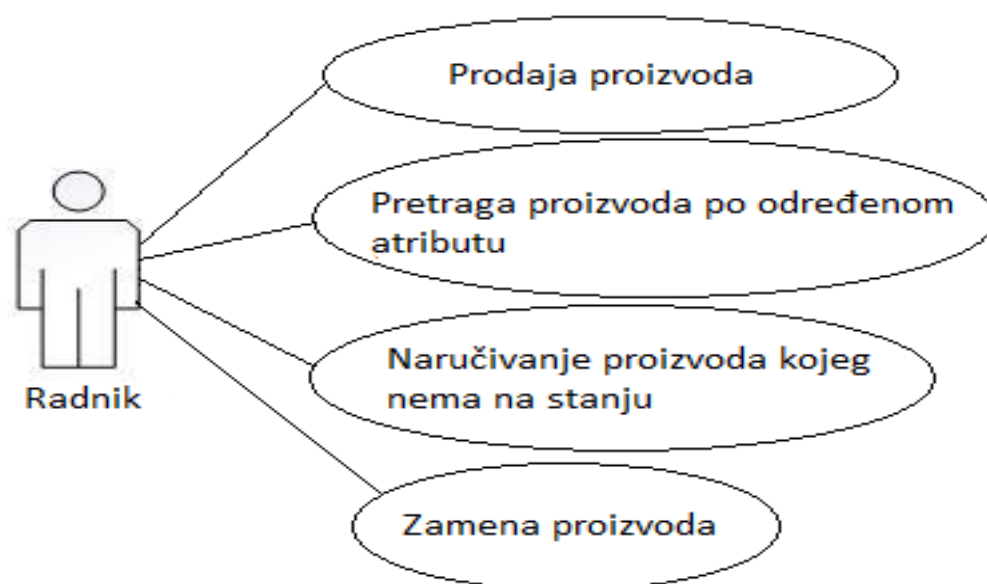 Prodaja proizvoda
Pretraga proizvoda po određenom
atributu
Naručivanje proizvoda kojeg
nema na stanju
Radnik
Zamena proizvoda